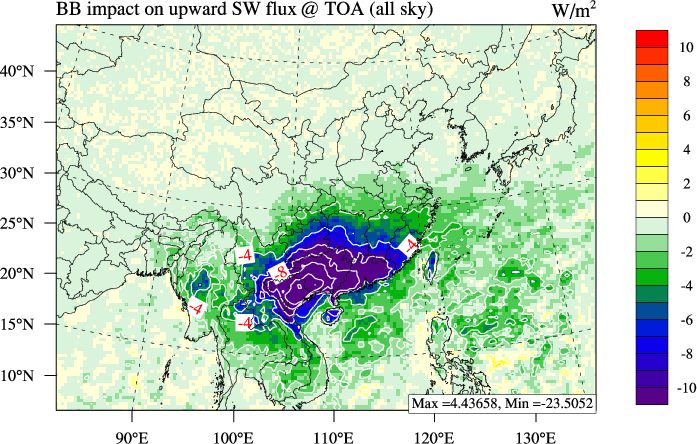 BB impact on upward SW flux @ TOA (all sky)
W/m²
40°N
35°N
30°N
25°N
20°N
15°N
10°N
90°E
100°E
110°E
120°E
130°E
-4
-8
-4
-4
-4
Max =4.43658, Min =-23.5052
10
8
6
4
2
0
-2
-4
-6
-8
-10